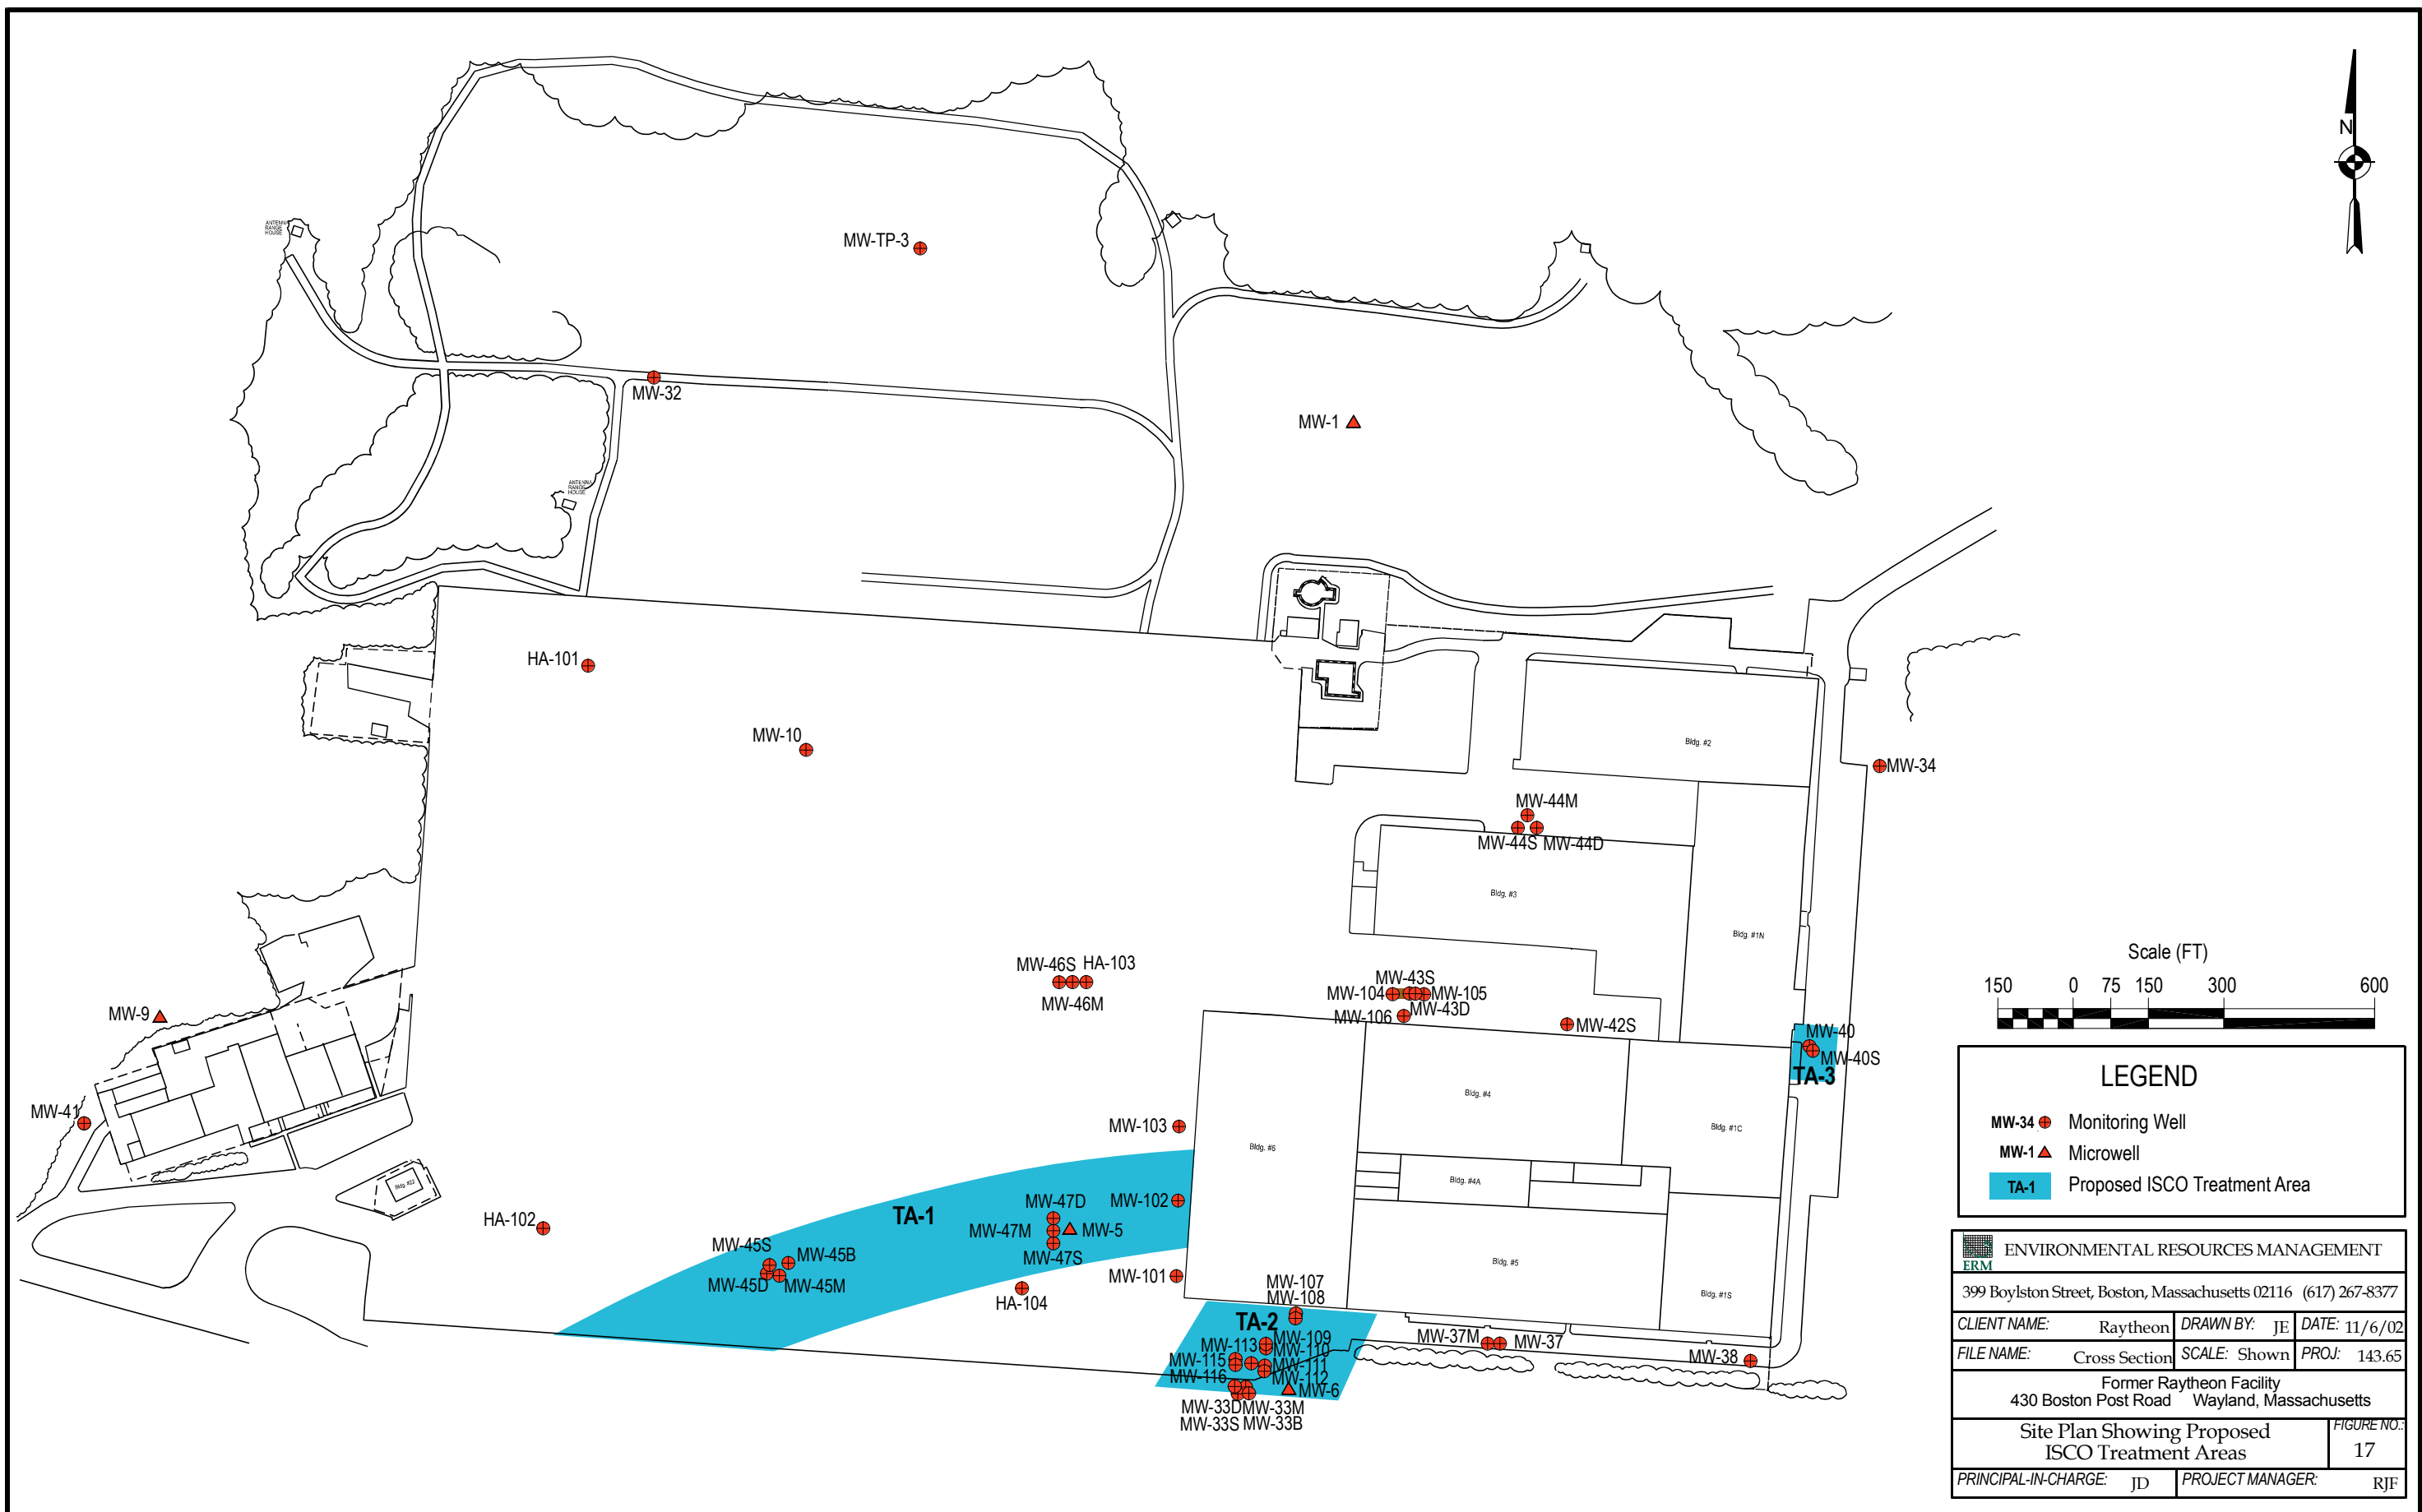 N
ANTENNA
RANGE
HOUSE
MW-TP-3
MW-32
MW-1
ANTENNA
RANGE
HOUSE
HA-101
MW-10
Bldg. #2
MW-34
MW-44M
MW-44S MW-44D
Bldg. #3
Bldg. #1N
Scale (FT)
150 0 75 150 300 600
MW-46S HA-103
MW-46M
MW-43S
MW-104 MW-105
MW-43D
MW-106
MW-42S
MW-9
MW-40
MW-40S
TA-3
MW-41
MW-103
Bldg. #6
Bldg. #4
Bldg. #1C
Bldg. #4A
Bldg. #22
LEGEND
MW-34 Monitoring Well
MW-1 Microwell
TA-1 Proposed ISCO Treatment Area
MW-102
MW-47D
TA-1
MW-47M MW-5
MW-47S
HA-102
MW-45S
MW-45B
MW-45D MW-45M
MW-101
HA-104
Bldg. #5
Bldg. #1S
MW-107
MW-108
TA-2
MW-109
MW-113
MW-110
MW-115
MW-111
MW-112
MW-116
MW-6
MW-37M MW-37
MW-38
MW-33D MW-33M
MW-33S MW-33B
ERM
ENVIRONMENTAL RESOURCES MANAGEMENT
399 Boylston Street, Boston, Massachusetts 02116 (617) 267-8377
CLIENT NAME: Raytheon DRAWN BY: JE DATE: 11/6/02
FILE NAME: Cross Section SCALE: Shown PROJ: 143.65
Former Raytheon Facility
430 Boston Post Road Wayland, Massachusetts
Site Plan Showing Proposed
ISCO Treatment Areas
FIGURE NO.:
17
PRINCIPAL-IN-CHARGE: JD PROJECT MANAGER: RJF